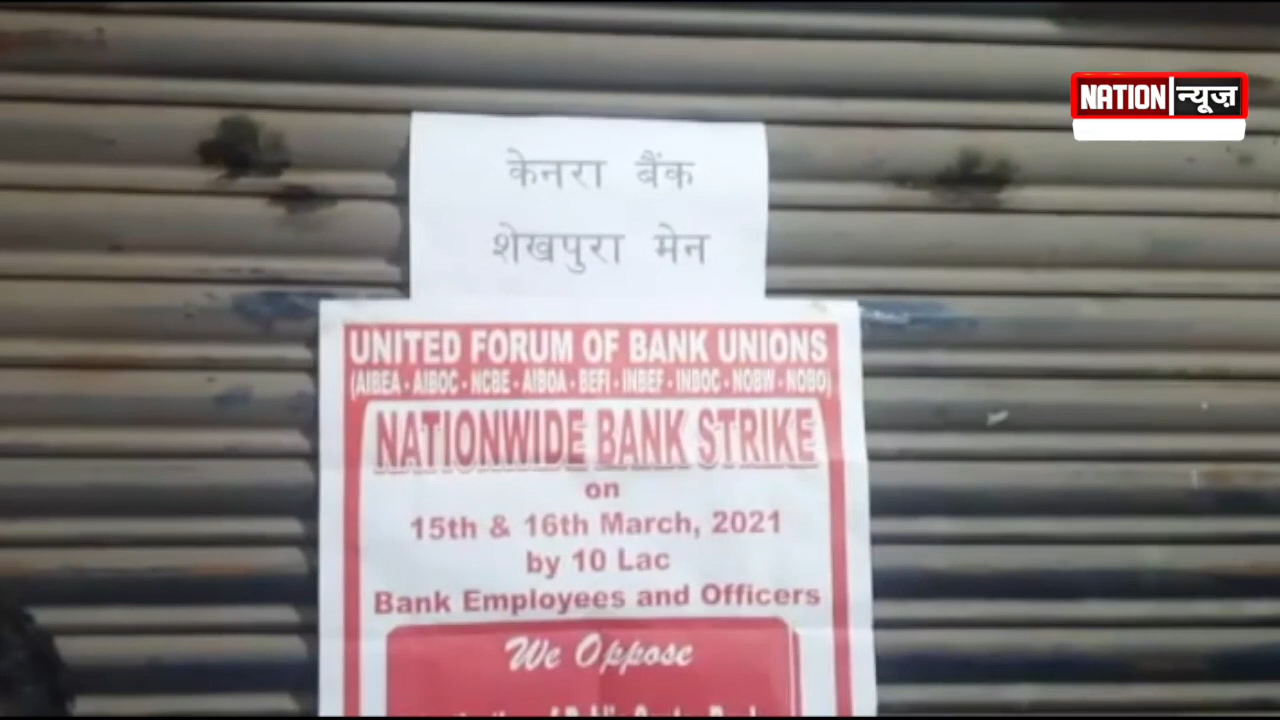 NATION न्यूज़
केनरा बैंक
शेखपुरा मेन
UNITED FORUM OF BANK UNIONS
(AIBEA - AIBOC - NCBE - AIBOA - BEFI - INBEF - INBOC - NOBW - NOBO)
NATIONWIDE BANK STRIKE
on
15th & 16th March, 2021
by 10 Lac
Bank Employees and Officers
We Oppose